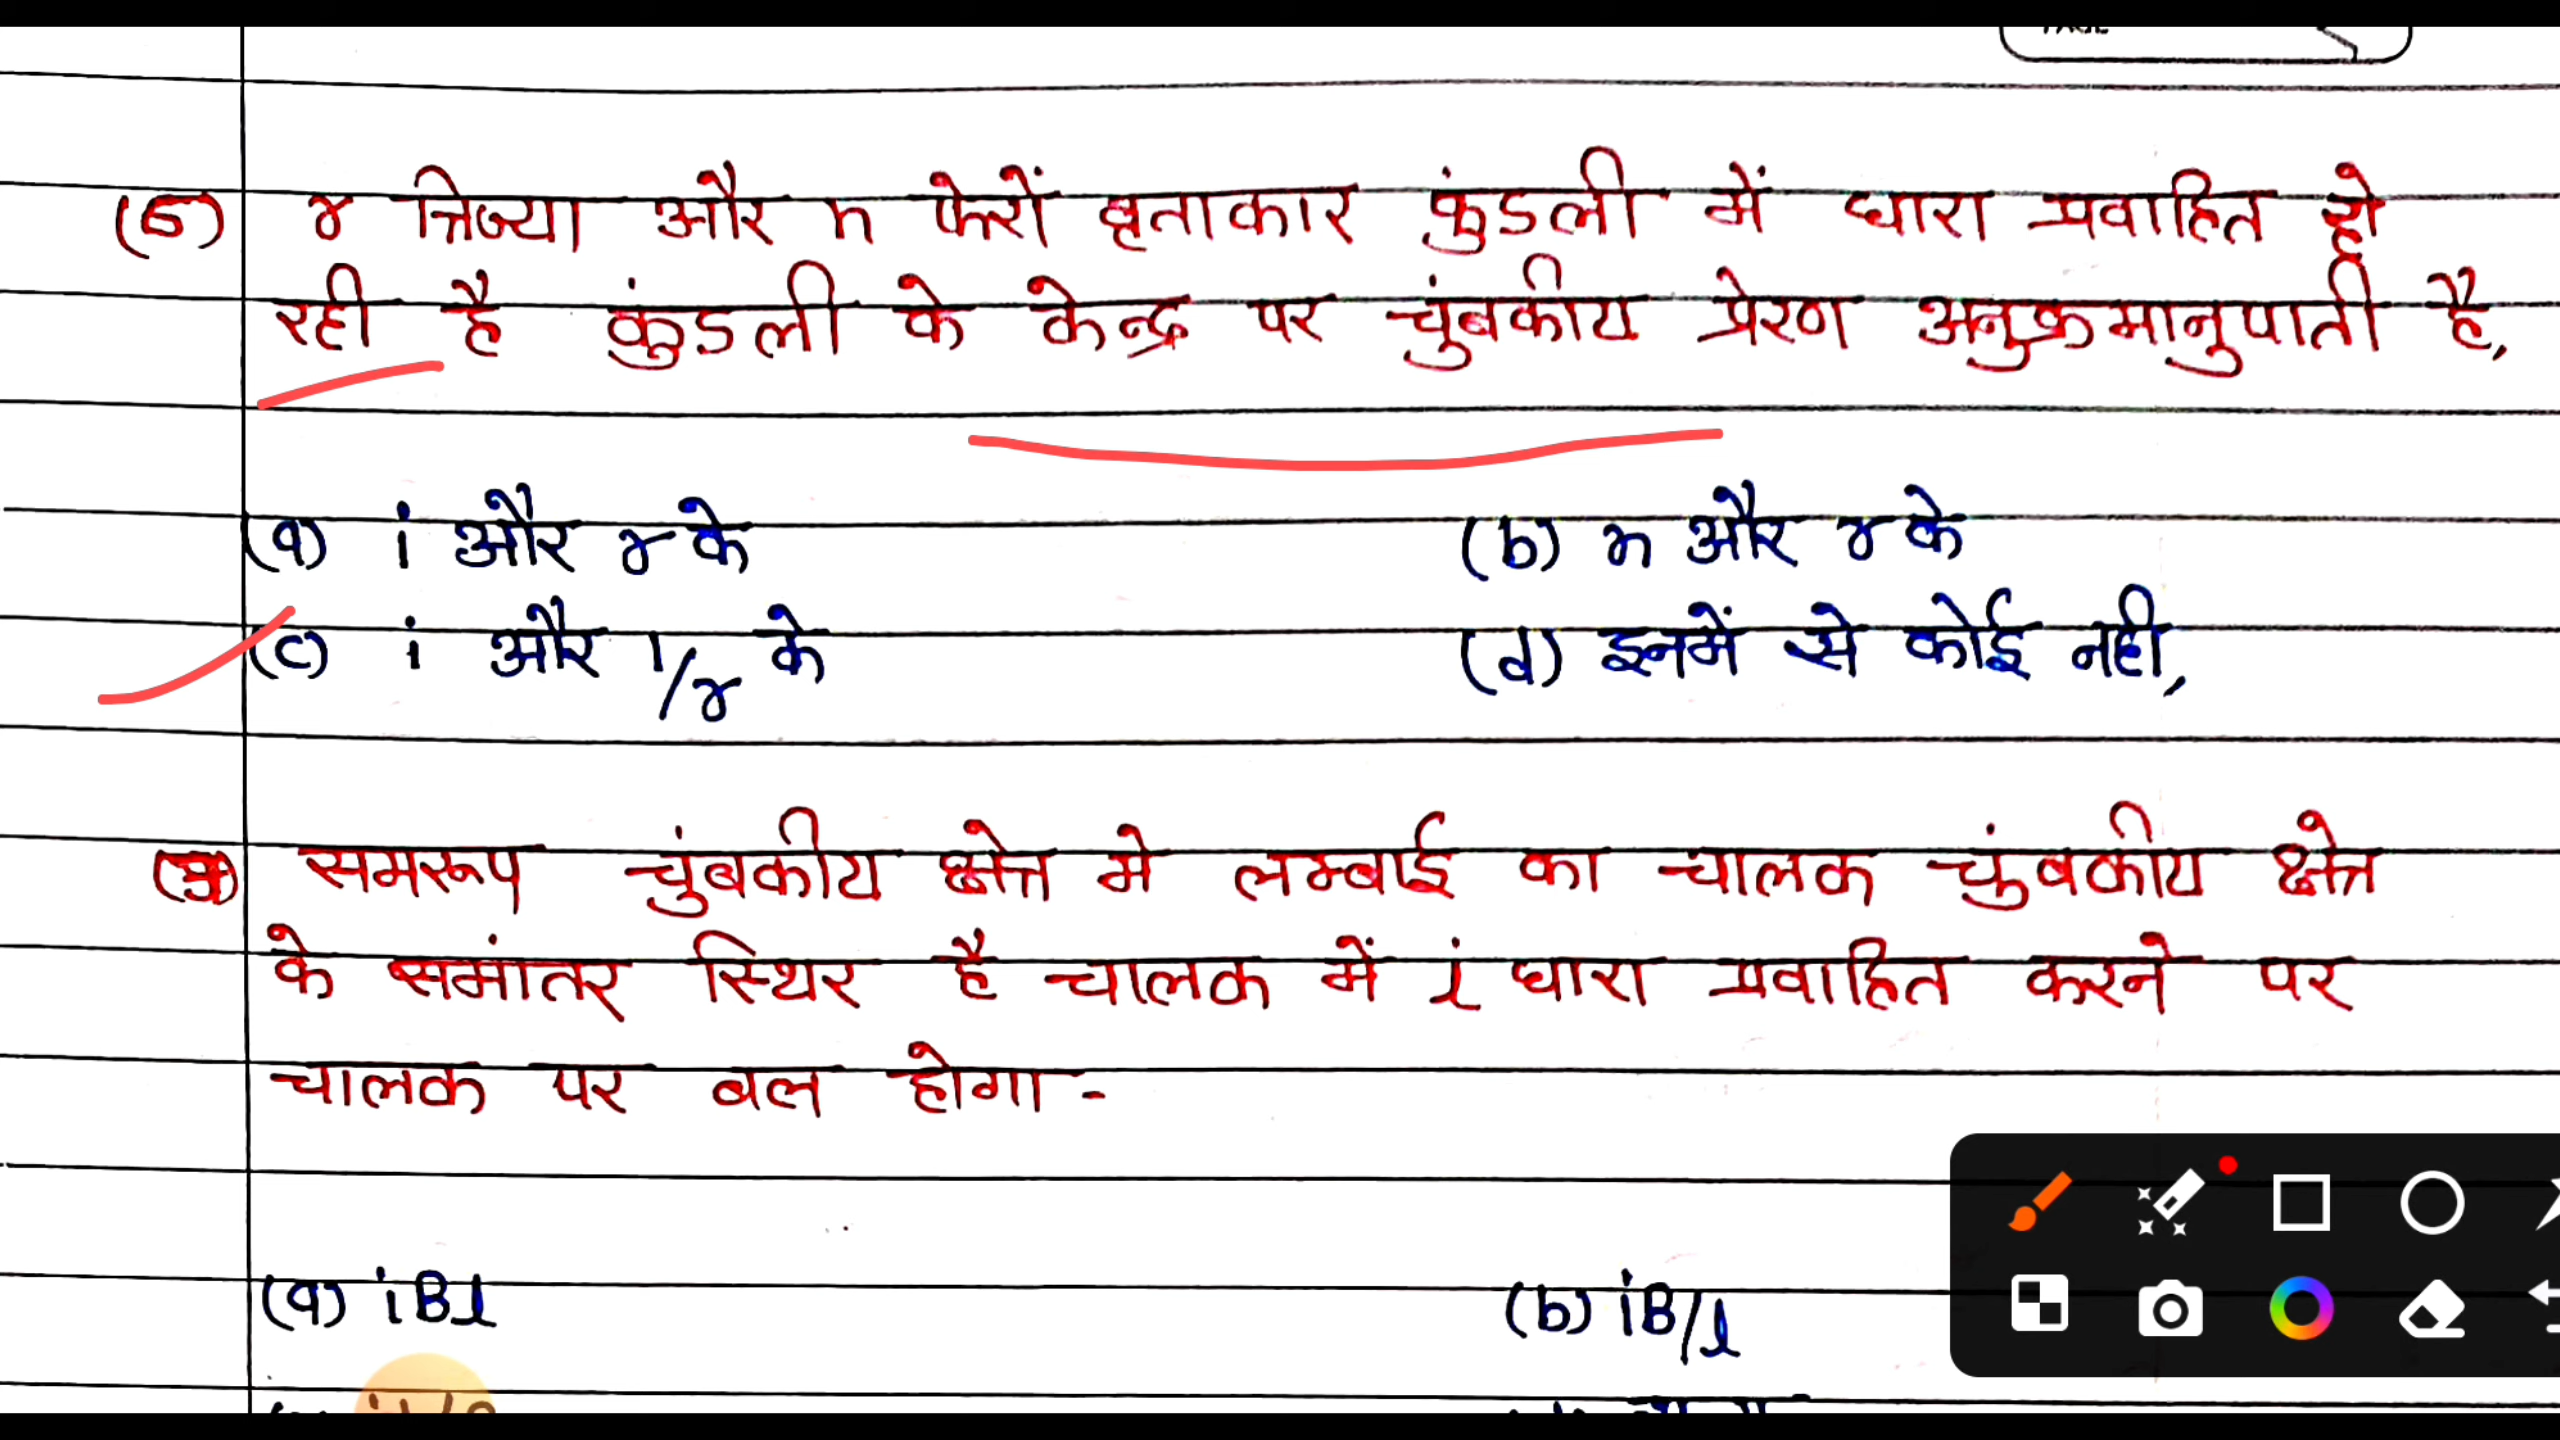 PAGE
(5) r त्रिज्या और n फेरों वृताकार कुंडली में धारा प्रवाहित हो
रही है कुंडली के केन्द्र पर चुंबकीय प्रेरण अनुक्रमानुपाती है,
(a) i और r के (b) n और r के
(c) i और 1/r के (d) इनमें से कोई नही,
समरूप चुंबकीय क्षेत्र मे लम्बाई का चालक चुंबकीय क्षेत्र
के समांतर स्थिर है चालक में i धारा प्रवाहित करने पर
चालक पर बल होगा -
(a) iBl (b) iB/l